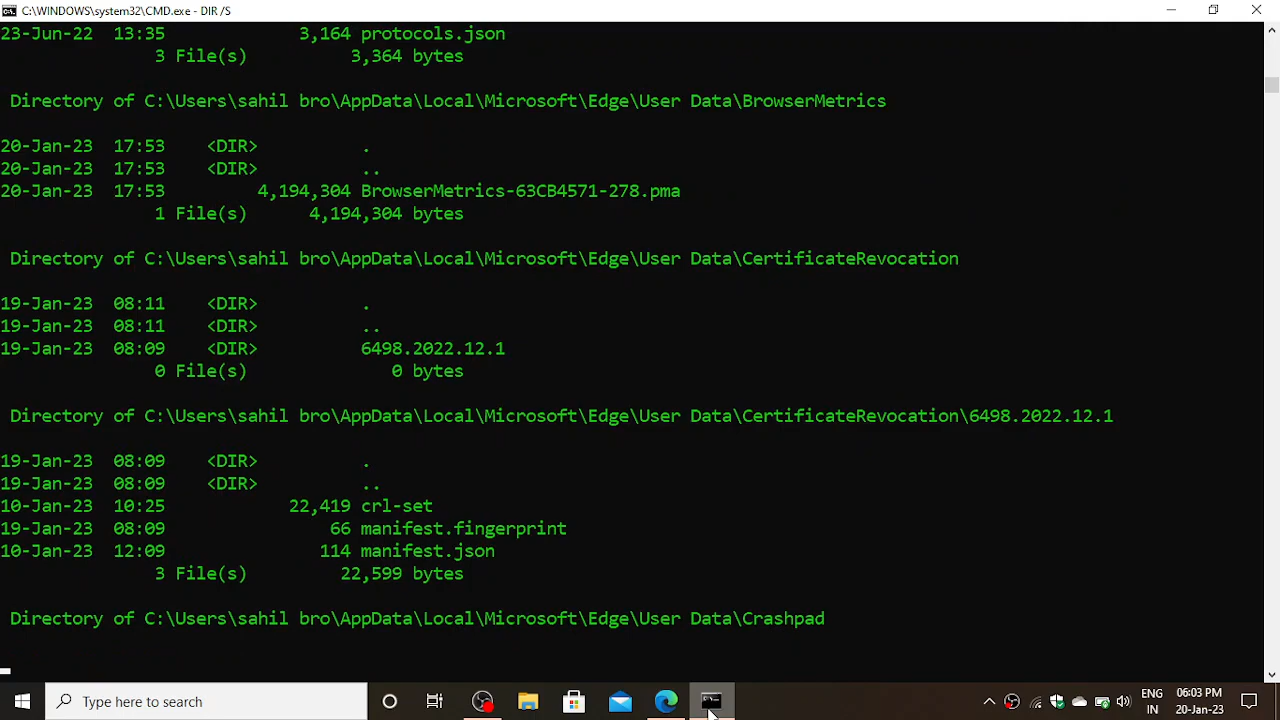 C:\WINDOWS\system32\CMD.exe - DIR /S
23-Jun-22  13:35             3,164 protocols.json
               3 File(s)          3,364 bytes
 Directory of C:\Users\sahil bro\AppData\Local\Microsoft\Edge\User Data\BrowserMetrics
20-Jan-23  17:53    <DIR>          .
20-Jan-23  17:53    <DIR>          ..
20-Jan-23  17:53         4,194,304 BrowserMetrics-63CB4571-278.pma
               1 File(s)      4,194,304 bytes
 Directory of C:\Users\sahil bro\AppData\Local\Microsoft\Edge\User Data\CertificateRevocation
19-Jan-23  08:11    <DIR>          .
19-Jan-23  08:11    <DIR>          ..
19-Jan-23  08:09    <DIR>          6498.2022.12.1
               0 File(s)              0 bytes
 Directory of C:\Users\sahil bro\AppData\Local\Microsoft\Edge\User Data\CertificateRevocation\6498.2022.12.1
19-Jan-23  08:09    <DIR>          .
19-Jan-23  08:09    <DIR>          ..
10-Jan-23  10:25            22,419 crl-set
19-Jan-23  08:09                66 manifest.fingerprint
10-Jan-23  12:09               114 manifest.json
               3 File(s)         22,599 bytes
 Directory of C:\Users\sahil bro\AppData\Local\Microsoft\Edge\User Data\Crashpad
Type here to search
ENG
IN
06:03 PM
20-Jan-23